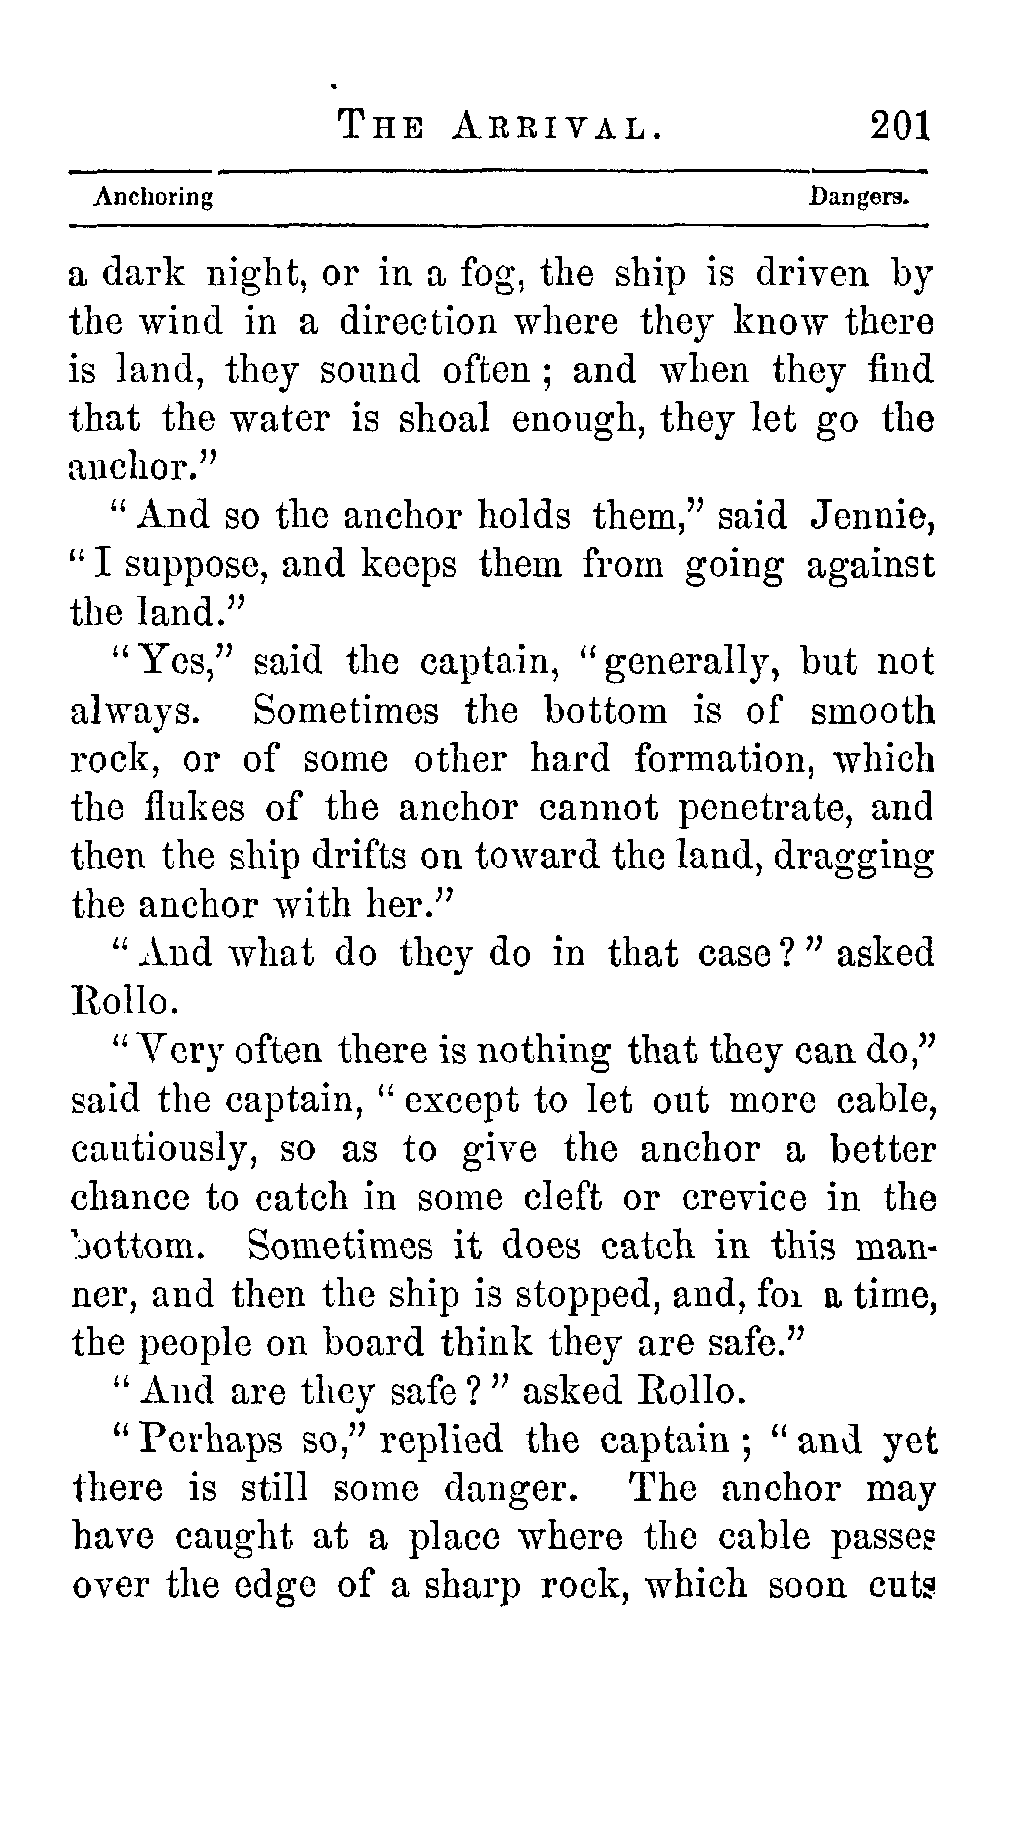 THE ARRIVAL. 201
Anchoring Dangers.
a dark night, or in a fog, the ship is driven by
the wind in a direction where they know there
is land, they sound often ; and when they find
that the water is shoal enough, they let go the
anchor.”
“ And so the anchor holds them,” said Jennie,
“ I suppose, and keeps them from going against
the land.”
“ Yes,” said the captain, “ generally, but not
always. Sometimes the bottom is of smooth
rock, or of some other hard formation, which
the flukes of the anchor cannot penetrate, and
then the ship drifts on toward the land, dragging
the anchor with her.”
“ And what do they do in that case ? ” asked
Rollo.
“ Very often there is nothing that they can do,”
said the captain, “ except to let out more cable,
cautiously, so as to give the anchor a better
chance to catch in some cleft or crevice in the
bottom. Sometimes it does catch in this man-
ner, and then the ship is stopped, and, for a time,
the people on board think they are safe.”
“ And are they safe ? ” asked Rollo.
“ Perhaps so,” replied the captain ; “ and yet
there is still some danger. The anchor may
have caught at a place where the cable passes
over the edge of a sharp rock, which soon cuts